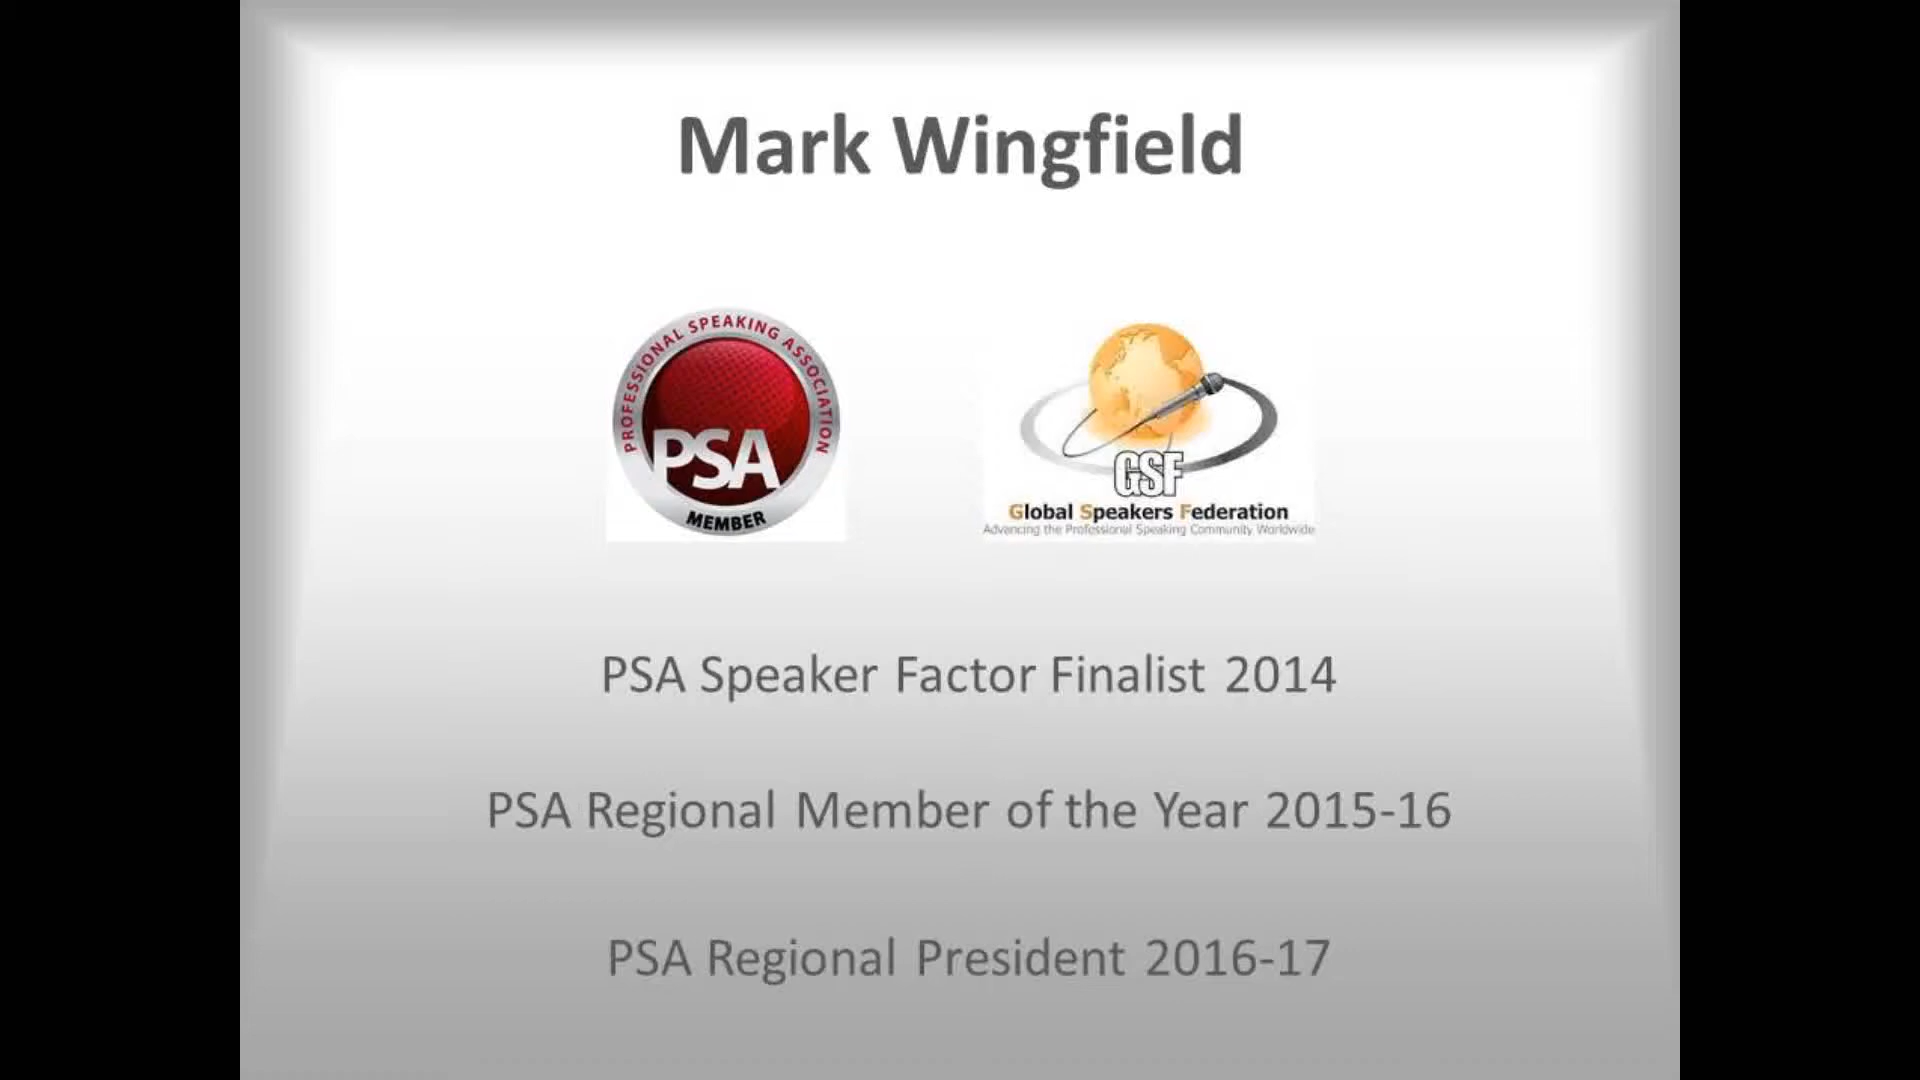 Mark Wingfield
PROFESSIONAL SPEAKING ASSOCIATION
PSA
MEMBER
GSF
Global Speakers Federation
Advancing the Professional Speaking Community Worldwide
PSA Speaker Factor Finalist 2014
PSA Regional Member of the Year 2015-16
PSA Regional President 2016-17